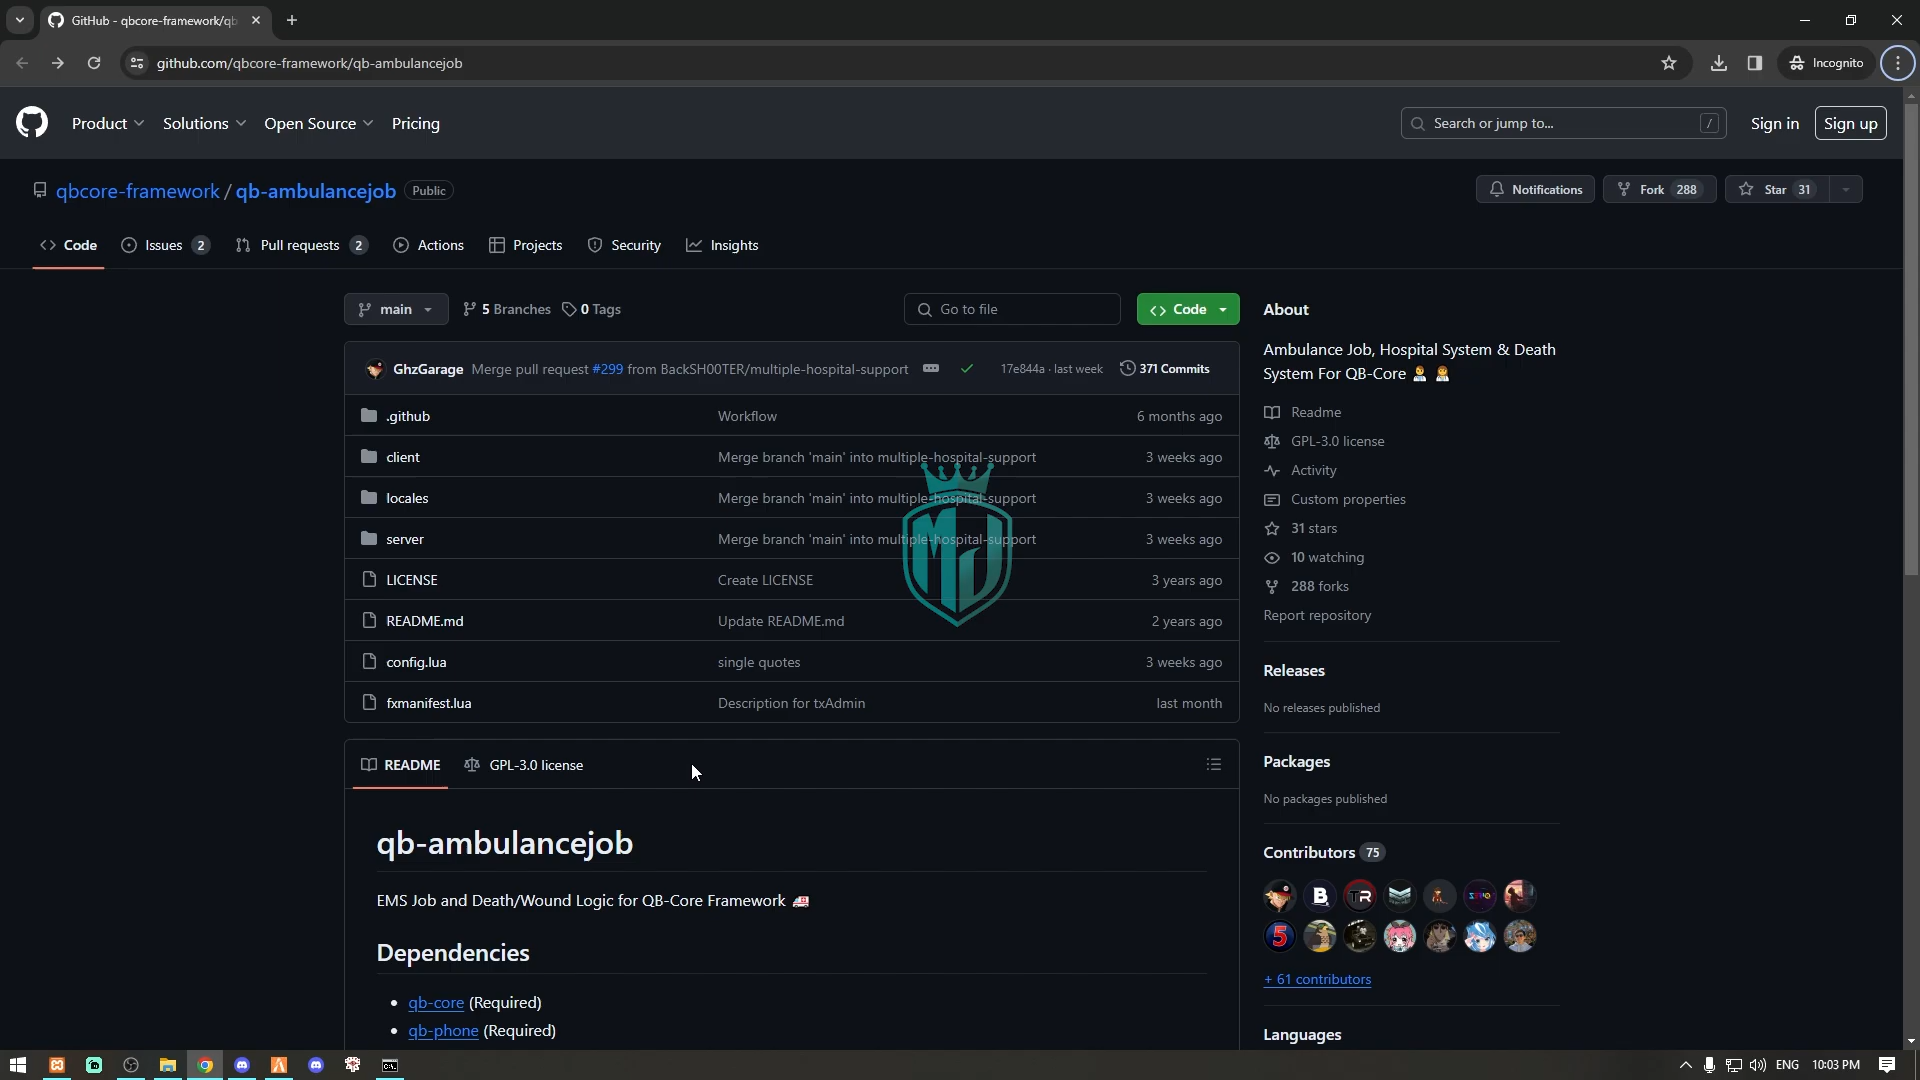 GitHub - qbcore-framework/qb
github.com/qbcore-framework/qb-ambulancejob
Incognito
Product
Solutions
Open Source
Pricing
Search or jump to...
/
Sign in
Sign up
qbcore-framework / qb-ambulancejob
Public
Notifications
Fork 288
Star 31
Code
Issues 2
Pull requests 2
Actions
Projects
Security
Insights
main
5 Branches
0 Tags
Go to file
Code
GhzGarage Merge pull request #299 from BackSH00TER/multiple-hospital-support
17e844a · last week
371 Commits
.github Workflow 6 months ago
client Merge branch 'main' into multiple-hospital-support 3 weeks ago
locales Merge branch 'main' into multiple-hospital-support 3 weeks ago
server Merge branch 'main' into multiple-hospital-support 3 weeks ago
LICENSE Create LICENSE 3 years ago
README.md Update README.md 2 years ago
config.lua single quotes 3 weeks ago
fxmanifest.lua Description for txAdmin last month
README
GPL-3.0 license
qb-ambulancejob
EMS Job and Death/Wound Logic for QB-Core Framework 🚑
Dependencies
qb-core (Required)
qb-phone (Required)
About
Ambulance Job, Hospital System & Death
System For QB-Core
Readme
GPL-3.0 license
Activity
Custom properties
31 stars
10 watching
288 forks
Report repository
Releases
No releases published
Packages
No packages published
Contributors 75
B
TR
5
+ 61 contributors
Languages
MJ
ENG
10:03 PM